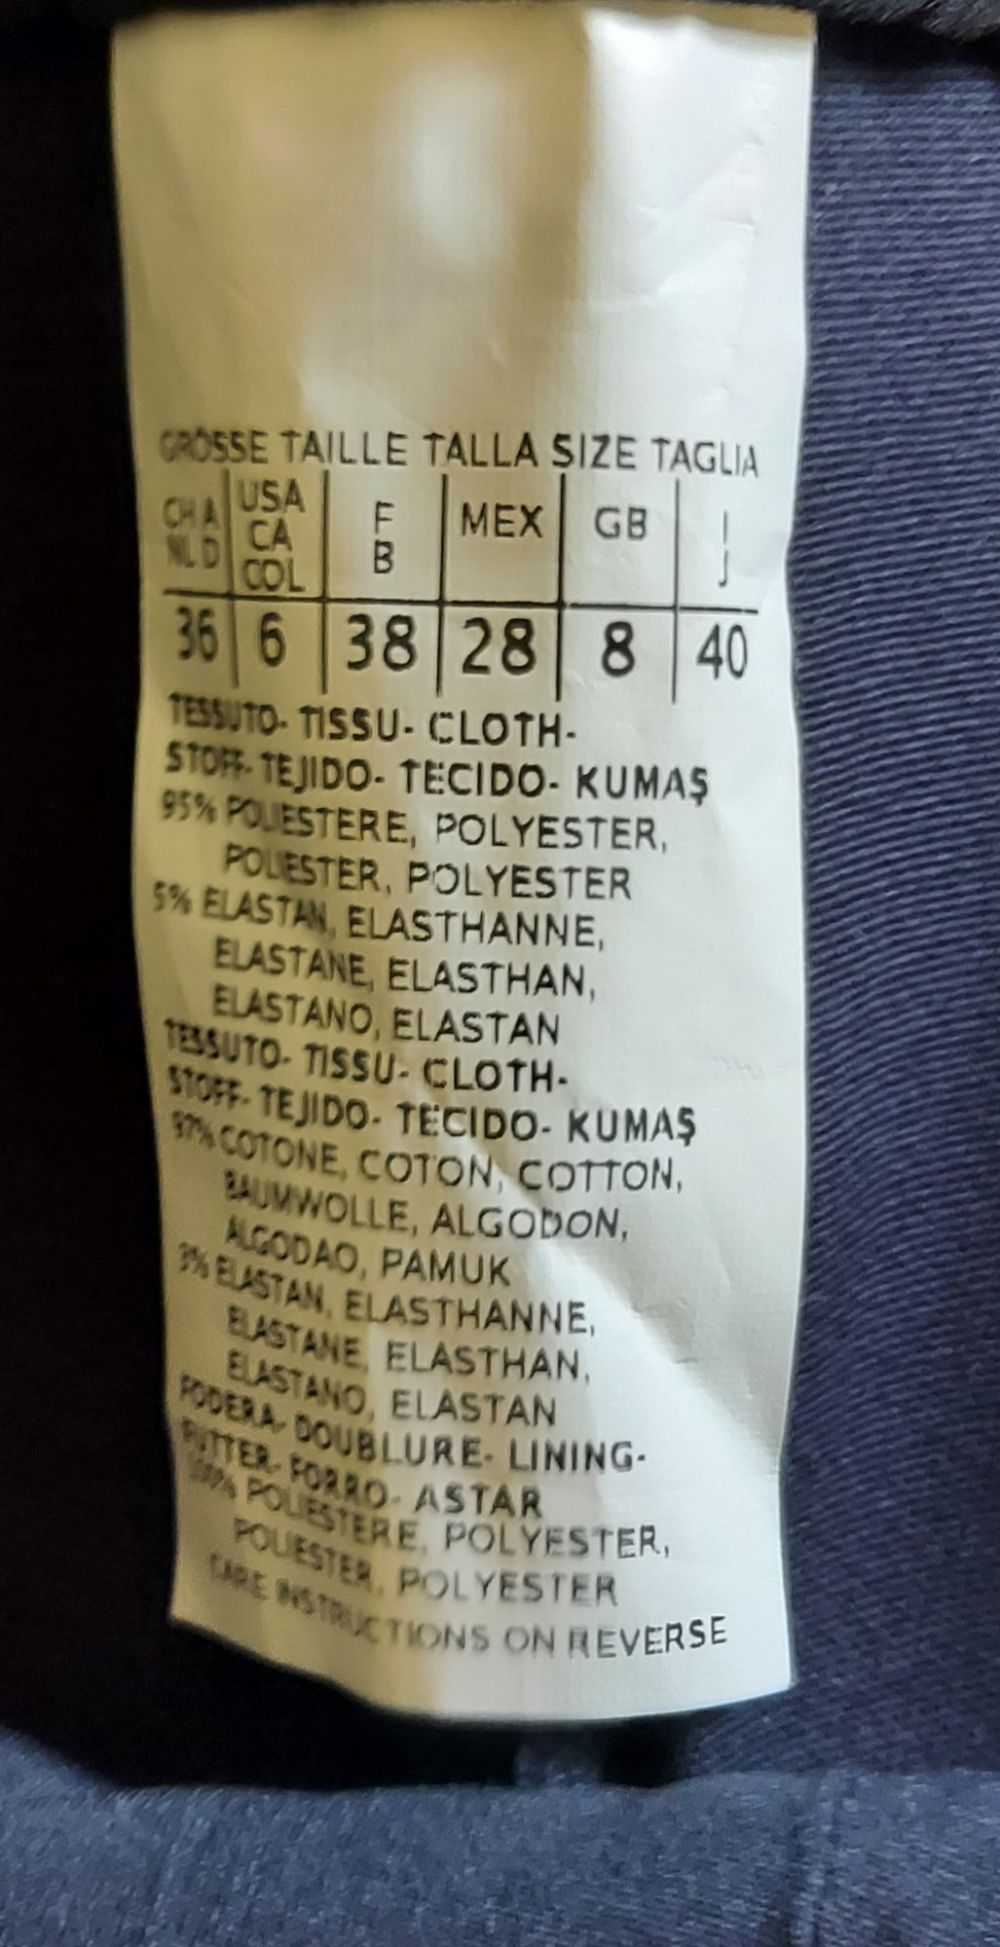 GRÖSSE TAILLE TALLA SIZE TAGLIA
CH A NL D USA CA COL F B MEX GB I J
36 6 38 28 8 40
TESSUTO- TISSU- CLOTH-
STOFF- TEJIDO- TECIDO- KUMAŞ
95% POLIESTERE, POLYESTER,
POLIESTER, POLYESTER
5% ELASTAN, ELASTHANNE,
ELASTANE, ELASTHAN,
ELASTANO, ELASTAN
TESSUTO- TISSU- CLOTH-
STOFF- TEJIDO- TECIDO- KUMAŞ
97% COTONE, COTON, COTTON,
BAUMWOLLE, ALGODON,
ALGODAO, PAMUK
3% ELASTAN, ELASTHANNE,
ELASTANE, ELASTHAN,
ELASTANO, ELASTAN
FODERA- DOUBLURE- LINING-
FUTTER- FORRO- ASTAR
100% POLIESTERE, POLYESTER,
POLIESTER, POLYESTER
CARE INSTRUCTIONS ON REVERSE